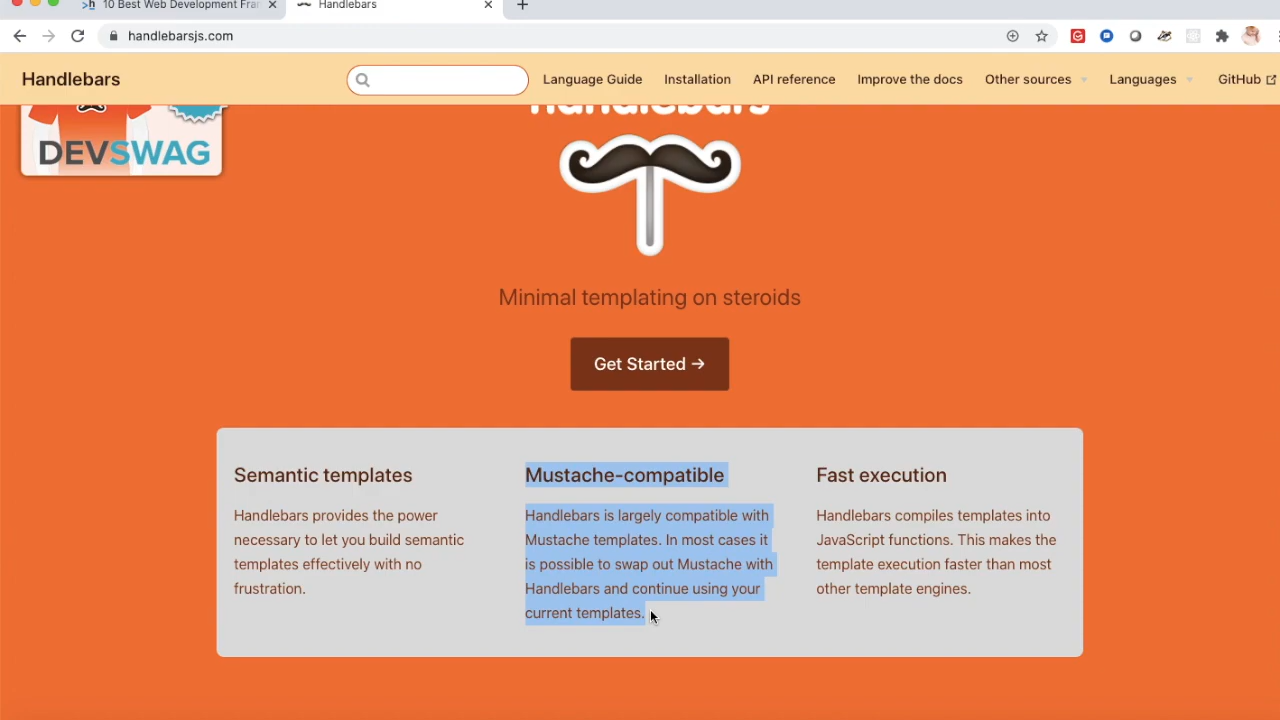 10 Best Web Development Fra
Handlebars
handlebarsjs.com
Handlebars
Language Guide
Installation
API reference
Improve the docs
Other sources
Languages
GitHub
handlebars
DEVSWAG
Minimal templating on steroids
Get Started →
Semantic templates
Handlebars provides the power
necessary to let you build semantic
templates effectively with no
frustration.
Mustache-compatible
Handlebars is largely compatible with
Mustache templates. In most cases it
is possible to swap out Mustache with
Handlebars and continue using your
current templates.
Fast execution
Handlebars compiles templates into
JavaScript functions. This makes the
template execution faster than most
other template engines.